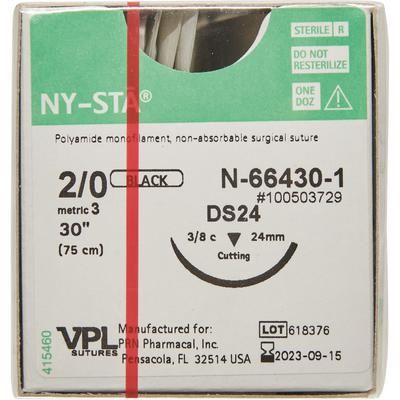 STERILE R
DO NOT
RESTERILIZE
NY-STÅ®
ONE
DOZ
Polyamide monofilament, non-absorbable surgical suture
2/0 BLACK
metric 3
30"
(75 cm)
N-66430-1
#100503729
DS24
3/8 c 24mm
Cutting
415460
VPL
SUTURES
Manufactured for
PRN Pharmacal, Inc.
Pensacola, FL 32514 USA
LOT 618376
2023-09-15